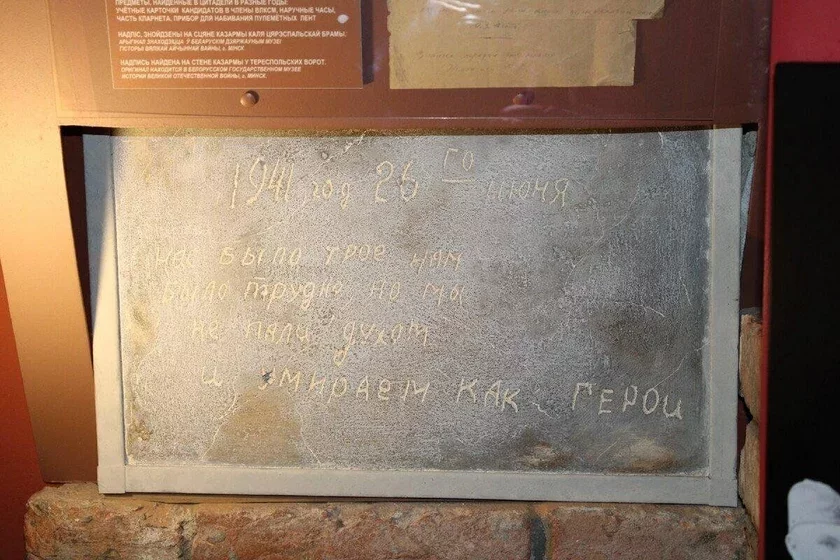 ПРЕДМЕТЫ, НАЙДЕННЫЕ В ЦИТАДЕЛИ В РАЗНЫЕ ГОДЫ:
УЧЁТНЫЕ КАРТОЧКИ КАНДИДАТОВ В ЧЛЕНЫ ВЛКСМ, НАРУЧНЫЕ ЧАСЫ,
ЧАСТЬ КЛАРНЕТА, ПРИБОР ДЛЯ НАБИВАНИЯ ПУЛЕМЁТНЫХ ЛЕНТ
НАДПІС, ЗНОЙДЗЕНЫ НА СЦЯНЕ КАЗАРМЫ КАЛЯ ЦЯРЭСПАЛЬСКАЙ БРАМЫ.
АРЫГІНАЛ ЗНАХОДЗІЦЦА Ў БЕЛАРУСКІМ ДЗЯРЖАЎНЫМ МУЗЕІ
ГІСТОРЫІ ВЯЛІКАЙ АЙЧЫННАЙ ВАЙНЫ, г. МІНСК
НАДПИСЬ НАЙДЕНА НА СТЕНЕ КАЗАРМЫ У ТЕРЕСПОЛЬСКИХ ВОРОТ.
ОРИГИНАЛ НАХОДИТСЯ В БЕЛОРУССКОМ ГОСУДАРСТВЕННОМ МУЗЕЕ
ИСТОРИИ ВЕЛИКОЙ ОТЕЧЕСТВЕННОЙ ВОЙНЫ, г. МИНСК
1941 год 26 ГО июня
нас было трое нам
было трудно но мы
не пали духом
и умираем как герои